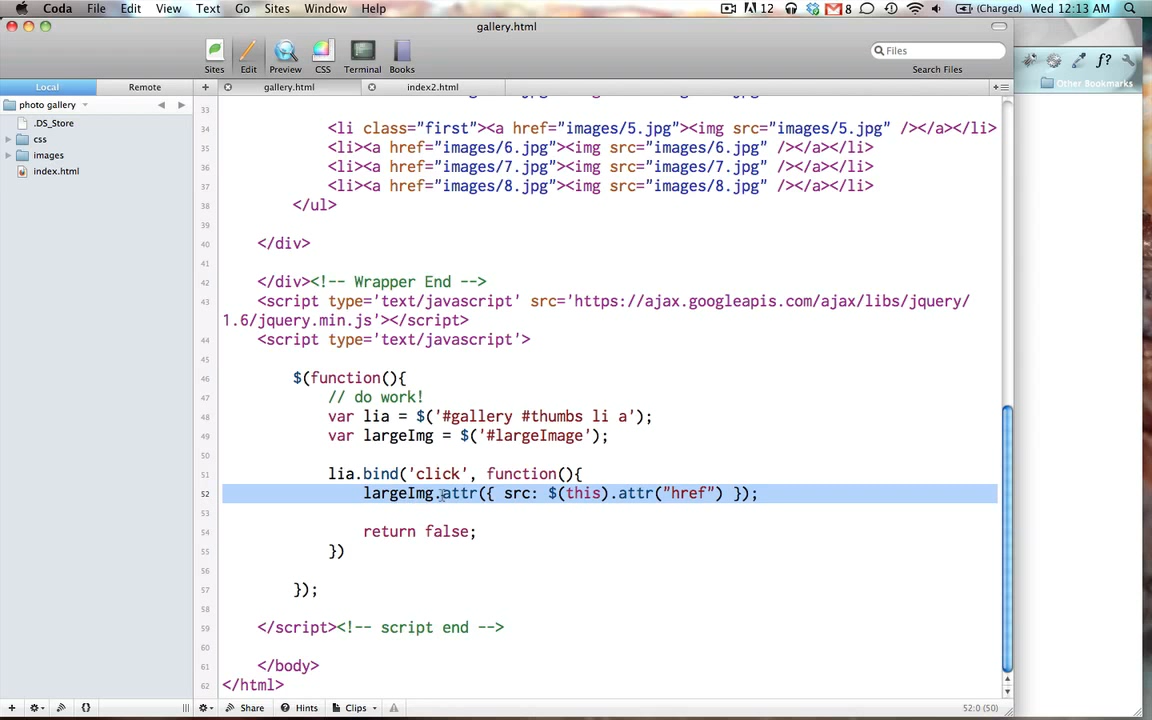 Coda File Edit View Text Go Sites Window Help 12 8 (Charged) Wed 12:13 AM
gallery.html
Files
Sites Edit Preview CSS Terminal Books Search Files
f?
Other Bookmarks
Local Remote gallery.html index2.html
photo gallery
.DS_Store
css
images
index.html
33
34 <li class="first"><a href="images/5.jpg"><img src="images/5.jpg" /></a></li>
35 <li><a href="images/6.jpg"><img src="images/6.jpg" /></a></li>
36 <li><a href="images/7.jpg"><img src="images/7.jpg" /></a></li>
37 <li><a href="images/8.jpg"><img src="images/8.jpg" /></a></li>
38 </ul>
39
40 </div>
41
42 </div><!-- Wrapper End -->
43 <script type='text/javascript' src='https://ajax.googleapis.com/ajax/libs/jquery/
1.6/jquery.min.js'></script>
44 <script type='text/javascript'>
45
46 $(function(){
47 // do work!
48 var lia = $('#gallery #thumbs li a');
49 var largeImg = $('#largeImage');
50
51 lia.bind('click', function(){
52 largeImg.attr({ src: $(this).attr("href") });
53
54 return false;
55 })
56
57 });
58
59 </script><!-- script end -->
60
61 </body>
62 </html>
Share Hints Clips 52:0 (50)